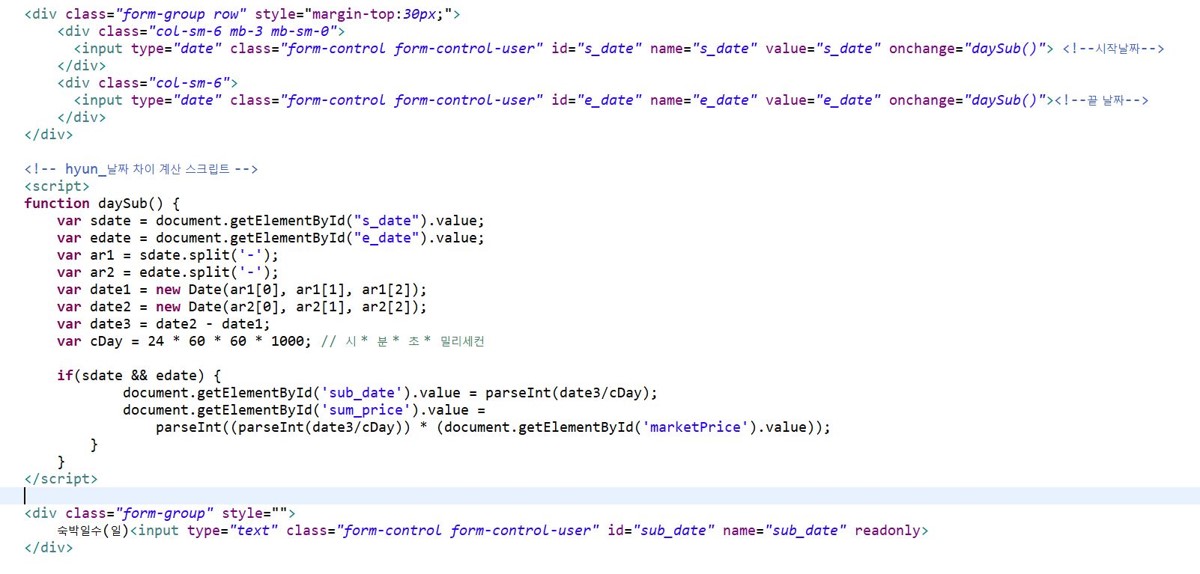 <div class="form-group row" style="margin-top:30px;">
    <div class="col-sm-6 mb-3 mb-sm-0">
      <input type="date" class="form-control form-control-user" id="s_date" name="s_date" value="s_date" onchange="daySub()"> <!--시작날짜-->
    </div>
    <div class="col-sm-6">
      <input type="date" class="form-control form-control-user" id="e_date" name="e_date" value="e_date" onchange="daySub()"><!--끝 날짜-->
    </div>
</div>

<!-- hyun_날짜 차이 계산 스크립트 -->
<script>
function daySub() {
    var sdate = document.getElementById("s_date").value;
    var edate = document.getElementById("e_date").value;
    var ar1 = sdate.split('-');
    var ar2 = edate.split('-');
    var date1 = new Date(ar1[0], ar1[1], ar1[2]);
    var date2 = new Date(ar2[0], ar2[1], ar2[2]);
    var date3 = date2 - date1;
    var cDay = 24 * 60 * 60 * 1000; // 시 * 분 * 초 * 밀리세컨

    if(sdate && edate) {
            document.getElementById('sub_date').value = parseInt(date3/cDay);
            document.getElementById('sum_price').value =
                parseInt((parseInt(date3/cDay)) * (document.getElementById('marketPrice').value));
        }
    }
</script>

<div class="form-group" style="">
    숙박일수(일)<input type="text" class="form-control form-control-user" id="sub_date" name="sub_date" readonly>
</div>